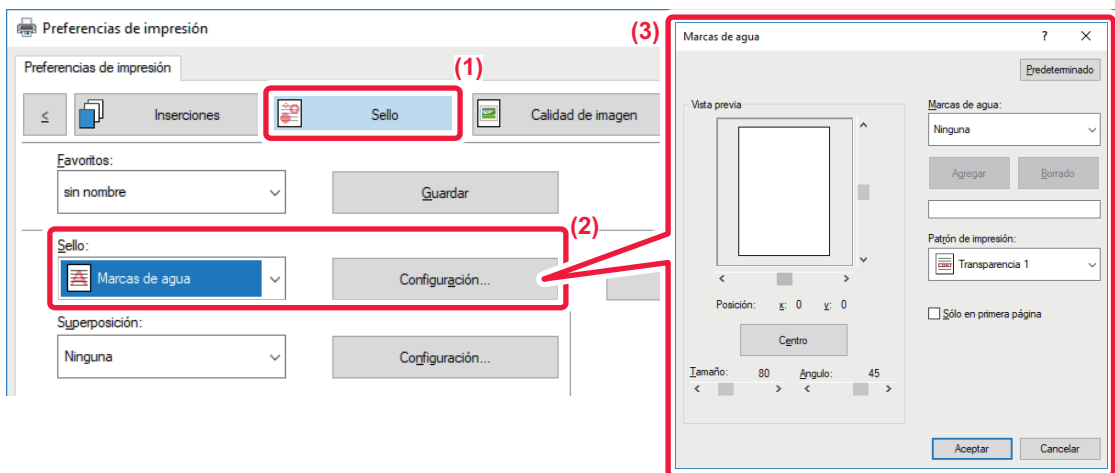 Preferencias de impresión
Preferencias de impresión
(1)
<
Inserciones
Sello
Calidad de imagen
Favoritos:
sin nombre
Guardar
(2)
Sello:
Marcas de agua
Configuración...
Superposición:
Ninguna
Configuración...
(3)
Marcas de agua
?
Predeterminado
Vista previa
Marcas de agua:
Ninguna
Agregar
Borrado
Patrón de impresión:
Transparencia 1
Posición: x: 0 y: 0
Sólo en primera página
Centro
Tamaño: 80 Angulo: 45
Aceptar
Cancelar